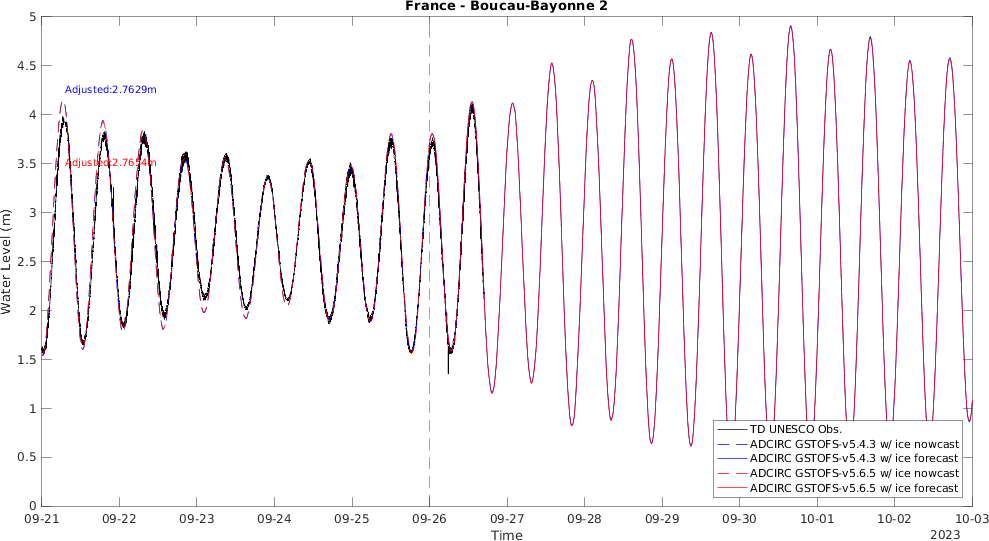 France - Boucau-Bayonne 2
Water Level (m)
5
4.5
4
3.5
3
2.5
2
1.5
1
0.5
0
Adjusted:2.7629m
Adjusted:2.7654m
TD UNESCO Obs.
ADCIRC GSTOFS-v5.4.3 w/ ice nowcast
ADCIRC GSTOFS-v5.4.3 w/ ice forecast
ADCIRC GSTOFS-v5.6.5 w/ ice nowcast
ADCIRC GSTOFS-v5.6.5 w/ ice forecast
09-21 09-22 09-23 09-24 09-25 09-26 09-27 09-28 09-29 09-30 10-01 10-02 10-03
Time
2023